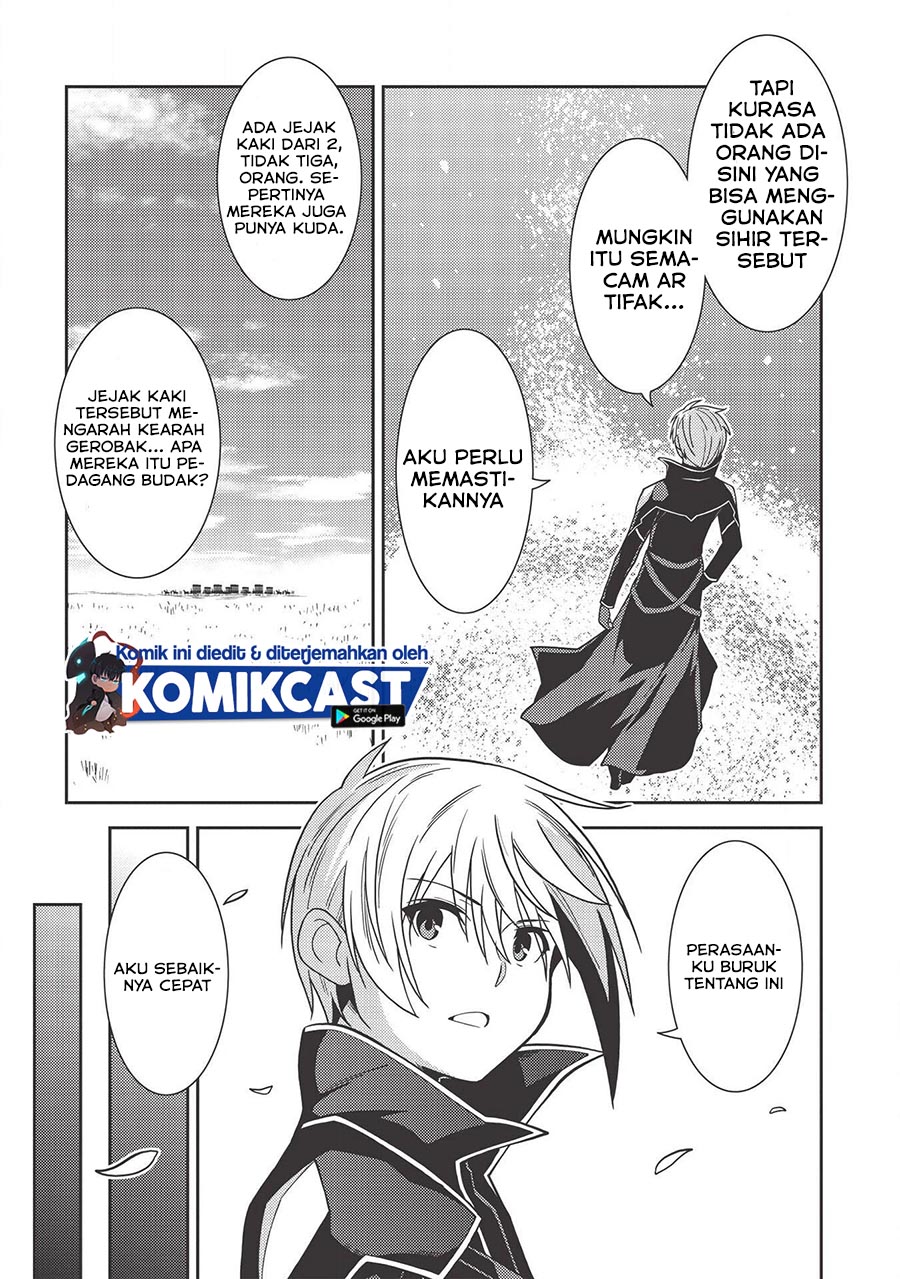 TAPI
KURASA
TIDAK ADA
ORANG DI-
SINI YANG
BISA MENG-
GUNAKAN
SIHIR TER-
SEBUT
MUNGKIN
ITU SEMA-
CAM AR
TIFAK...
AKU PERLU
MEMASTI-
KANNYA
ADA JEJAK
KAKI DARI 2,
TIDAK TIGA,
ORANG. SE-
PERTINYA
MEREKA JUGA
PUNYA KUDA.
JEJAK KAKI
TERSEBUT ME-
NGARAH KEARAH
GEROBAK... APA
MEREKA ITU PE-
DAGANG BUDAK?
Komik ini diedit & diterjemahkan oleh
KOMIKCAST
GET IT ON
Google Play
PERASAAN-
KU BURUK
TENTANG INI
AKU SEBAIK-
NYA CEPAT